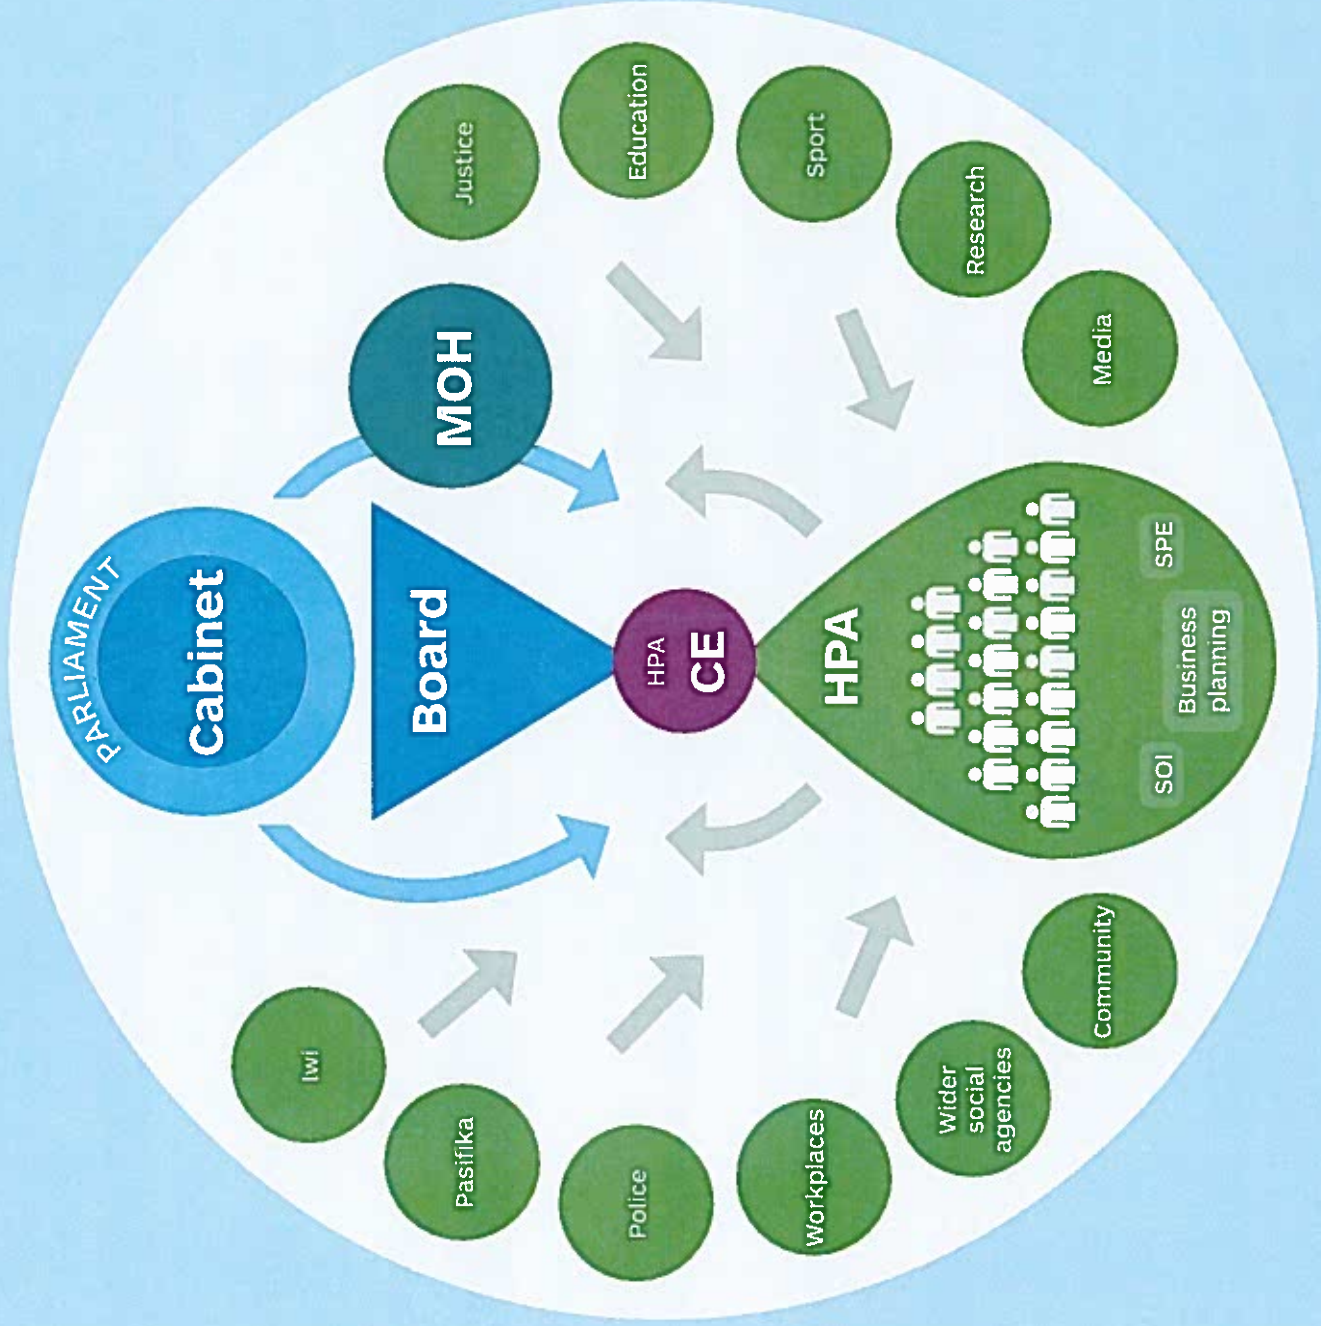 PARLIAMENT
Cabinet
Iwi
Board
Pasifika
MOH
Justice
Police
Education
HPA
CE
Workplaces
Sport
HPA
Wider
social
agencies
Research
Community
Media
SOI
Business
planning
SPE